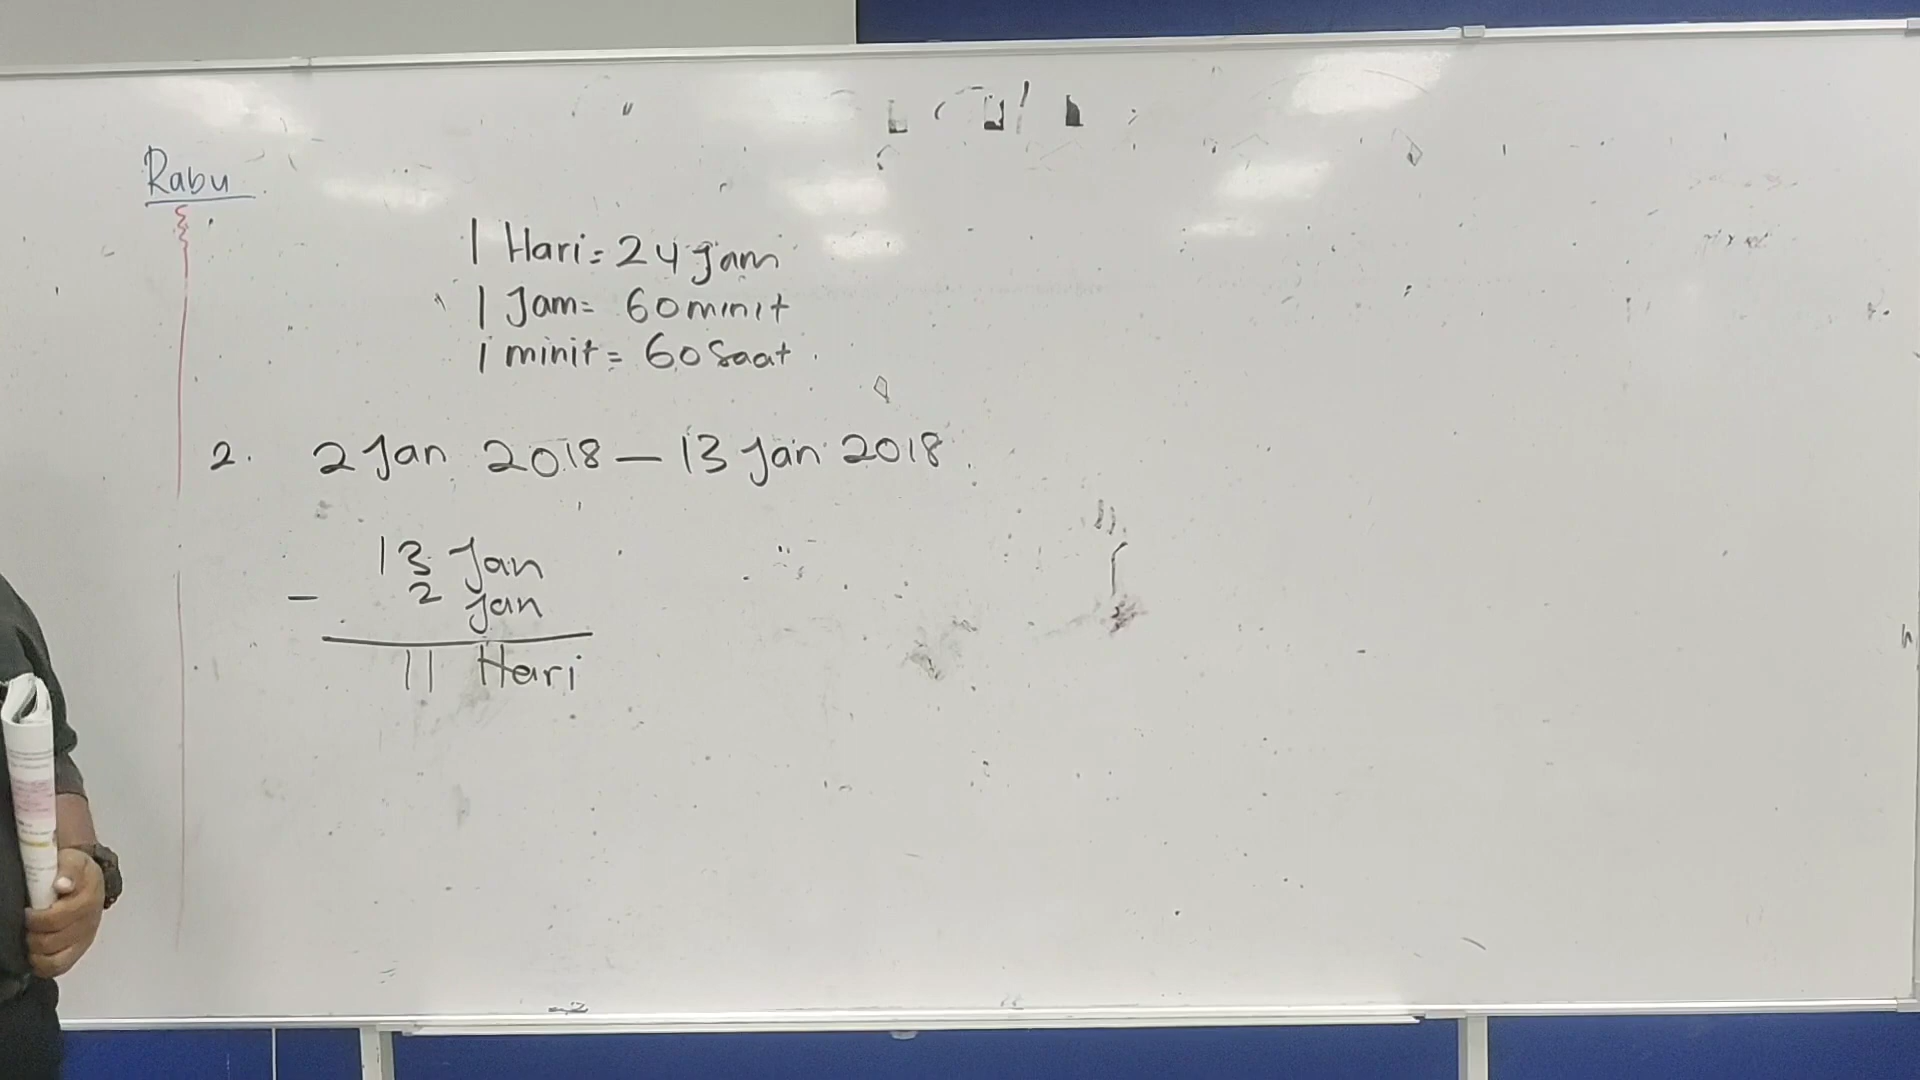 Rabu
1 Hari = 24 Jam
1 Jam = 60 minit
1 minit = 60 Saat.
2. 2 Jan 2018 — 13 Jan 2018.
13 Jan
- 2 Jan
11 Hari